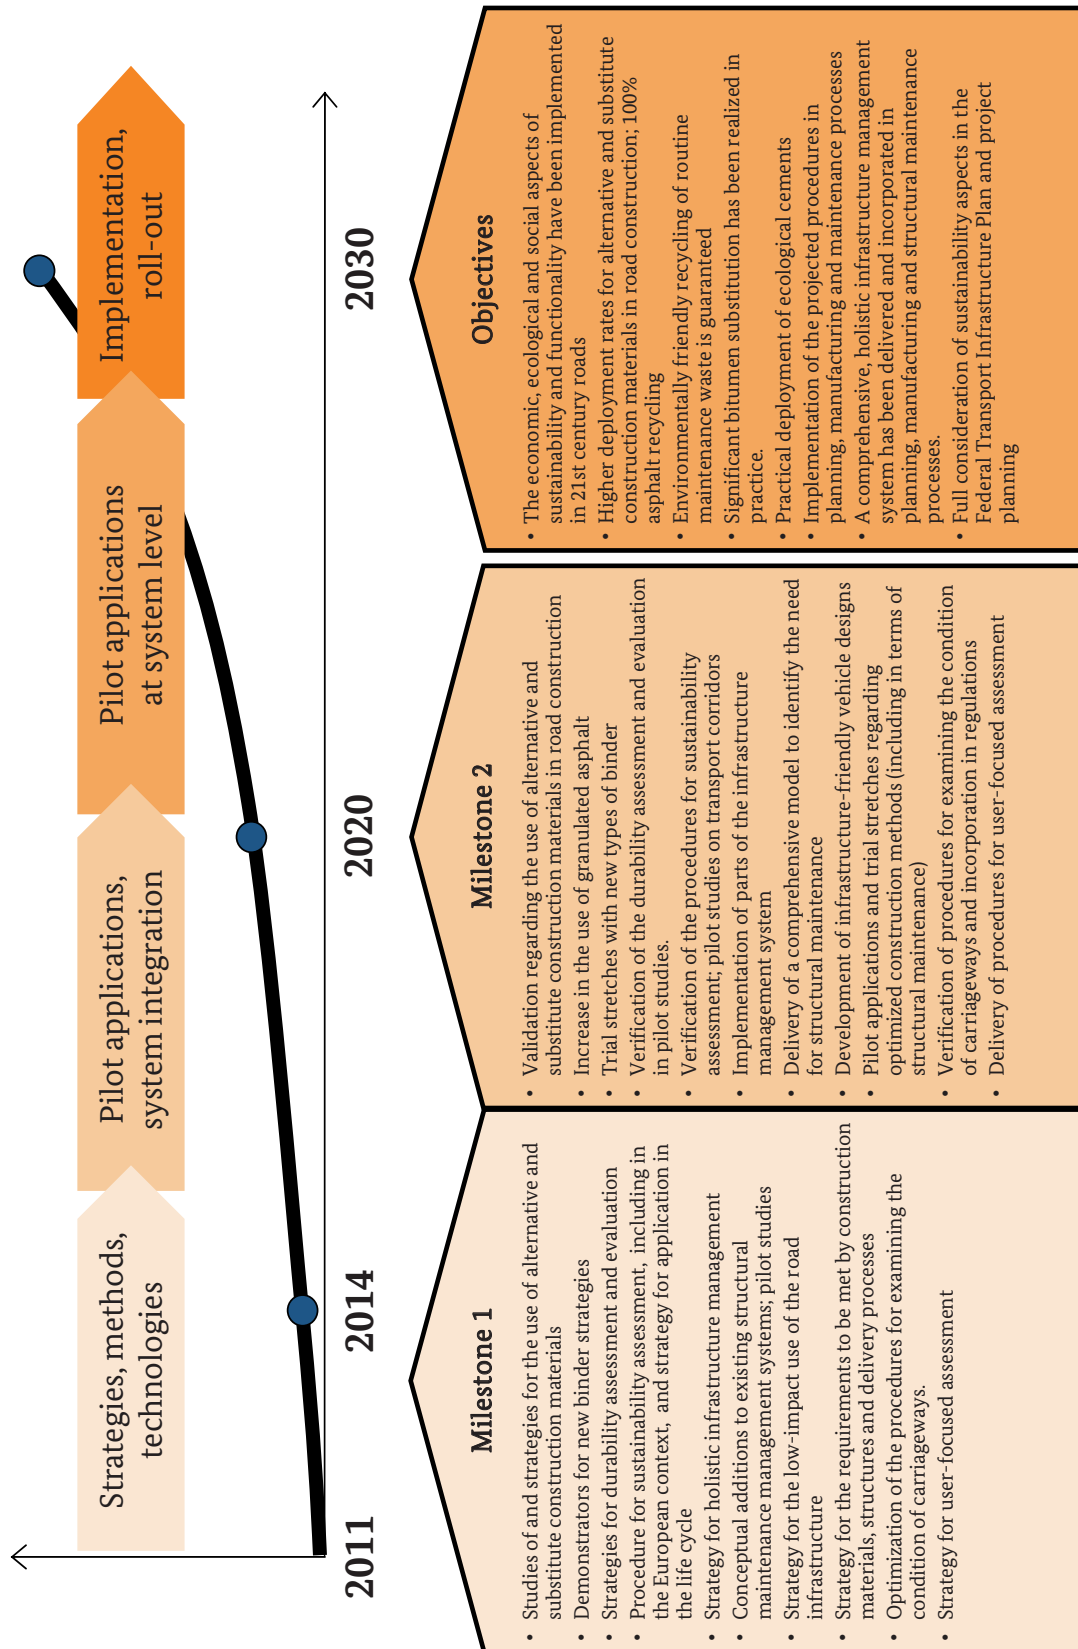 Strategies, methods,
technologies
Pilot applications,
system integration
Pilot applications
at system level
Implementation,
roll-out
2011
2014
2020
2030
Milestone 1
• Studies of and strategies for the use of alternative and
substitute construction materials
• Demonstrators for new binder strategies
• Strategies for durability assessment and evaluation
• Procedure for sustainability assessment, including in
the European context, and strategy for application in
the life cycle
• Strategy for holistic infrastructure management
• Conceptual additions to existing structural
maintenance management systems; pilot studies
• Strategy for the low-impact use of the road
infrastructure
• Strategy for the requirements to be met by construction
materials, structures and delivery processes
• Optimization of the procedures for examining the
condition of carriageways.
• Strategy for user-focused assessment
Milestone 2
• Validation regarding the use of alternative and
substitute construction materials in road construction
• Increase in the use of granulated asphalt
• Trial stretches with new types of binder
• Verification of the durability assessment and evaluation
in pilot studies.
• Verification of the procedures for sustainability
assessment; pilot studies on transport corridors
• Implementation of parts of the infrastructure
management system
• Delivery of a comprehensive model to identify the need
for structural maintenance
• Development of infrastructure-friendly vehicle designs
• Pilot applications and trial stretches regarding
optimized construction methods (including in terms of
structural maintenance)
• Verification of procedures for examining the condition
of carriageways and incorporation in regulations
• Delivery of procedures for user-focused assessment
Objectives
• The economic, ecological and social aspects of
sustainability and functionality have been implemented
in 21st century roads
• Higher deployment rates for alternative and substitute
construction materials in road construction; 100%
asphalt recycling
• Environmentally friendly recycling of routine
maintenance waste is guaranteed
• Significant bitumen substitution has been realized in
practice.
• Practical deployment of ecological cements
• Implementation of the projected procedures in
planning, manufacturing and maintenance processes
• A comprehensive, holistic infrastructure management
system has been delivered and incorporated in
planning, manufacturing and structural maintenance
processes.
• Full consideration of sustainability aspects in the
Federal Transport Infrastructure Plan and project
planning